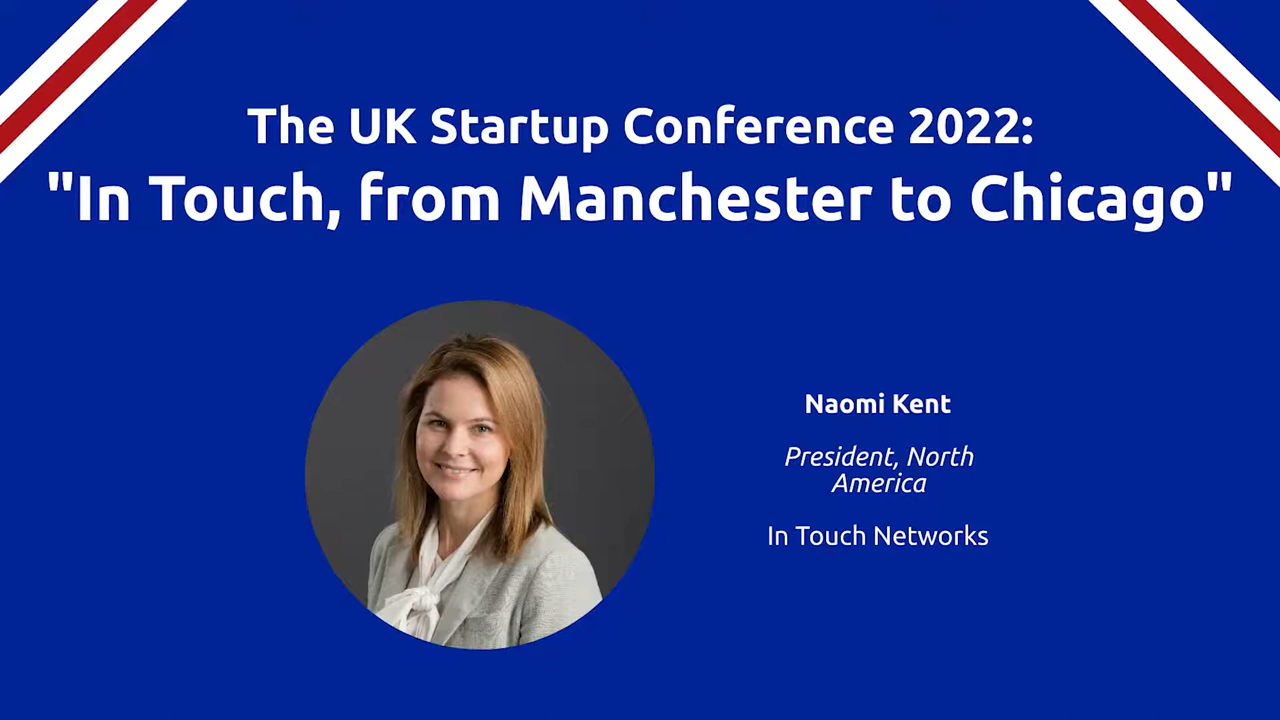 The UK Startup Conference 2022:
"In Touch, from Manchester to Chicago"
Naomi Kent
President, North
America
In Touch Networks